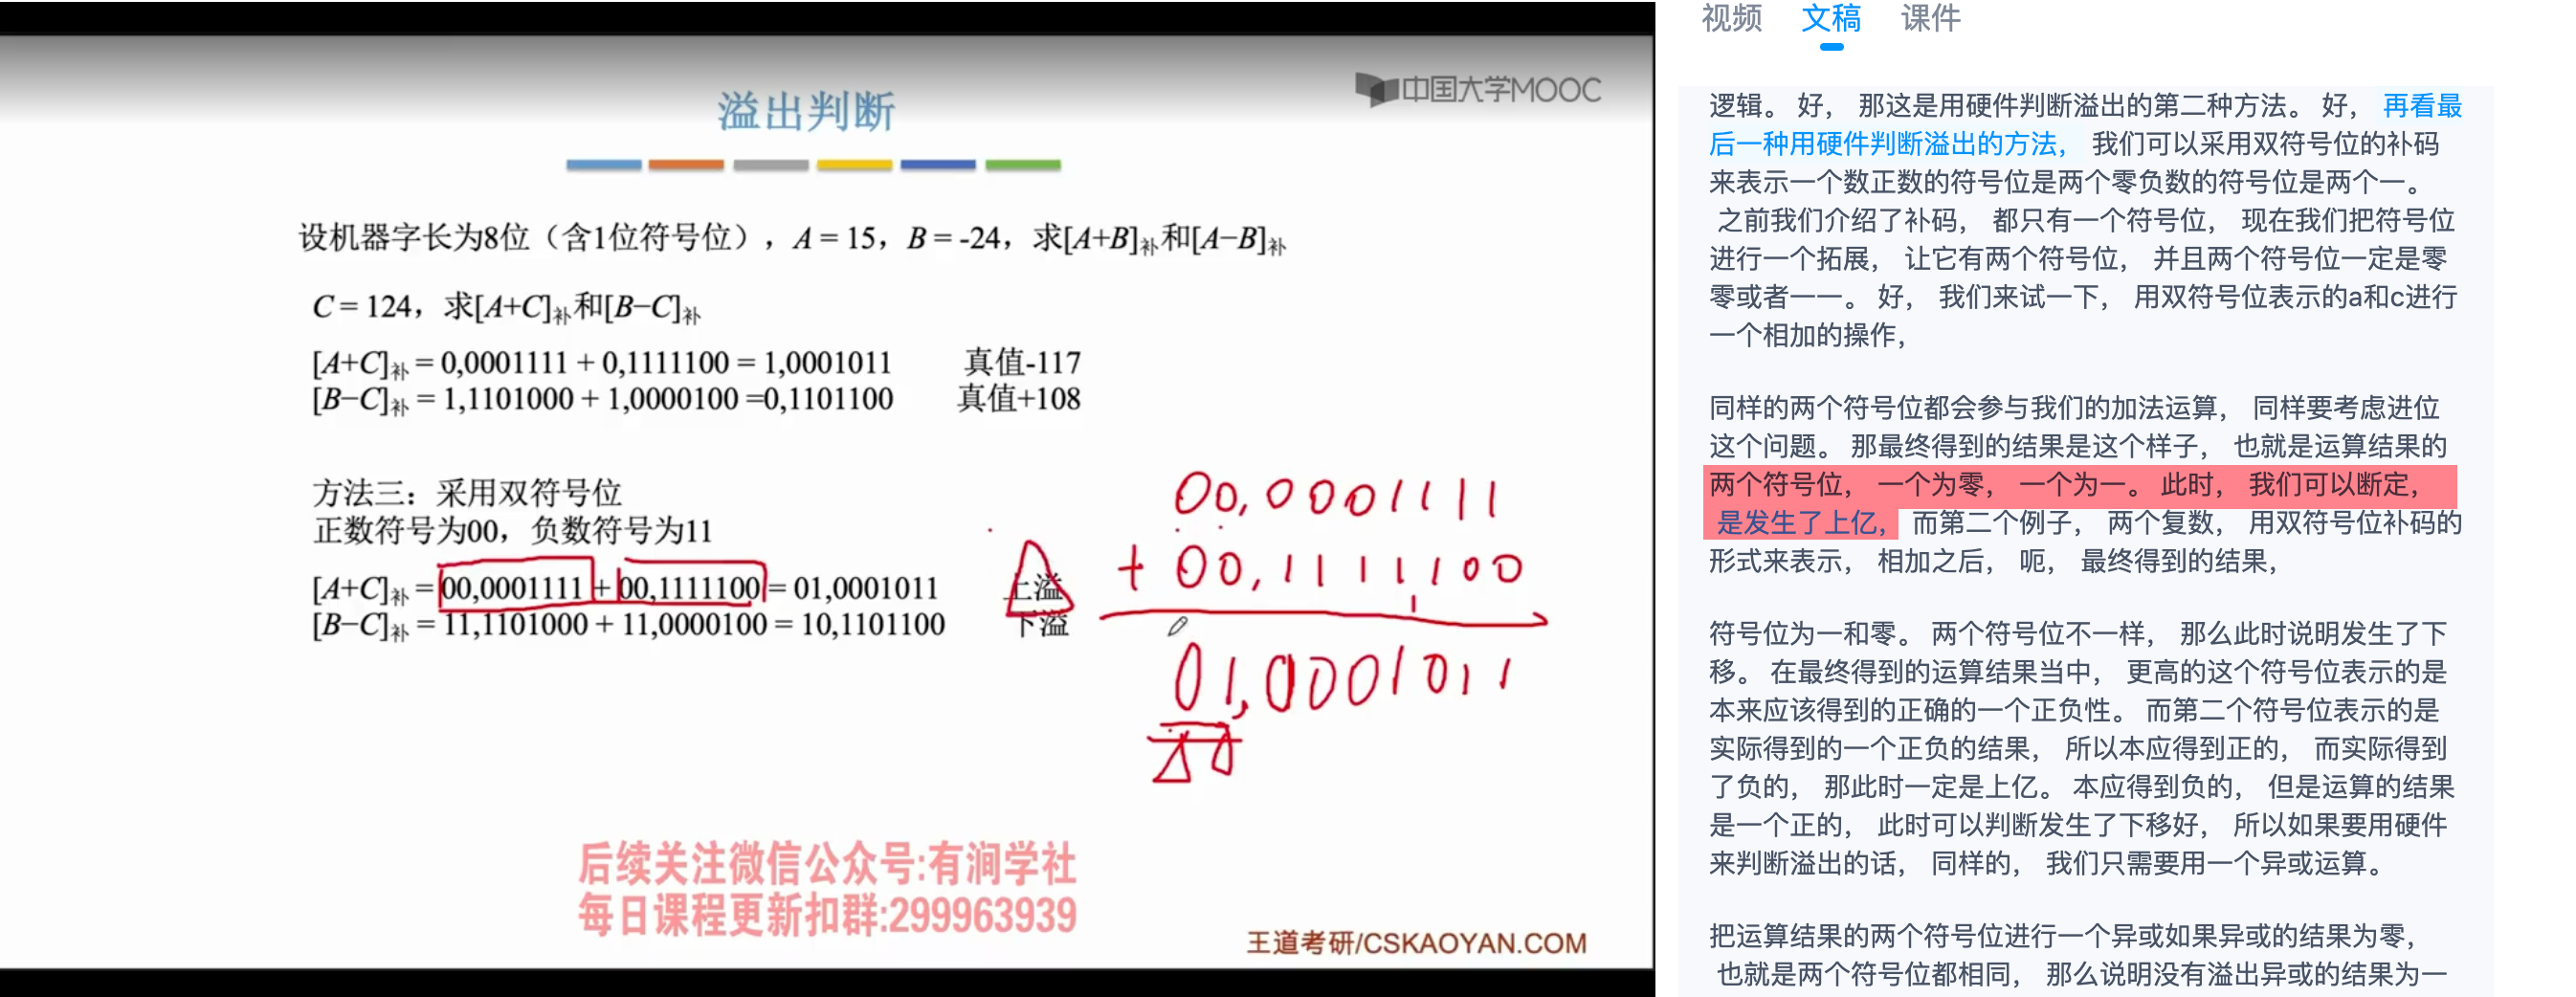 中国大学MOOC
溢出判断
设机器字长为8位（含1位符号位），A = 15，B = -24，求[A+B]补和[A−B]补
C = 124，求[A+C]补和[B−C]补
[A+C]补 = 0,0001111 + 0,1111100 = 1,0001011 真值-117
[B−C]补 = 1,1101000 + 1,0000100 =0,1101100 真值+108
方法三：采用双符号位
正数符号为00，负数符号为11
[A+C]补 = 00,0001111 + 00,1111100 = 01,0001011 上溢
[B−C]补 = 11,1101000 + 11,0000100 = 10,1101100 下溢
00,0001111
+ 00,1111100
1
01,0001011
后续关注微信公众号:有涧学社
每日课程更新扣群:299963939
王道考研/CSKAOYAN.COM
视频 文稿 课件
逻辑。 好， 那这是用硬件判断溢出的第二种方法。 好， 再看最
后一种用硬件判断溢出的方法， 我们可以采用双符号位的补码
来表示一个数正数的符号位是两个零负数的符号位是两个一。
之前我们介绍了补码， 都只有一个符号位， 现在我们把符号位
进行一个拓展， 让它有两个符号位， 并且两个符号位一定是零
零或者一一。 好， 我们来试一下， 用双符号位表示的a和c进行
一个相加的操作，
同样的两个符号位都会参与我们的加法运算， 同样要考虑进位
这个问题。 那最终得到的结果是这个样子， 也就是运算结果的
两个符号位， 一个为零， 一个为一。 此时， 我们可以断定，
是发生了上亿， 而第二个例子， 两个复数， 用双符号位补码的
形式来表示， 相加之后， 呃， 最终得到的结果，
符号位为一和零。 两个符号位不一样， 那么此时说明发生了下
移。 在最终得到的运算结果当中， 更高的这个符号位表示的是
本来应该得到的正确的一个正负性。 而第二个符号位表示的是
实际得到的一个正负的结果， 所以本应得到正的， 而实际得到
了负的， 那此时一定是上亿。 本应得到负的， 但是运算的结果
是一个正的， 此时可以判断发生了下移好， 所以如果要用硬件
来判断溢出的话， 同样的， 我们只需要用一个异或运算。
把运算结果的两个符号位进行一个异或如果异或的结果为零，
也就是两个符号位都相同， 那么说明没有溢出异或的结果为一